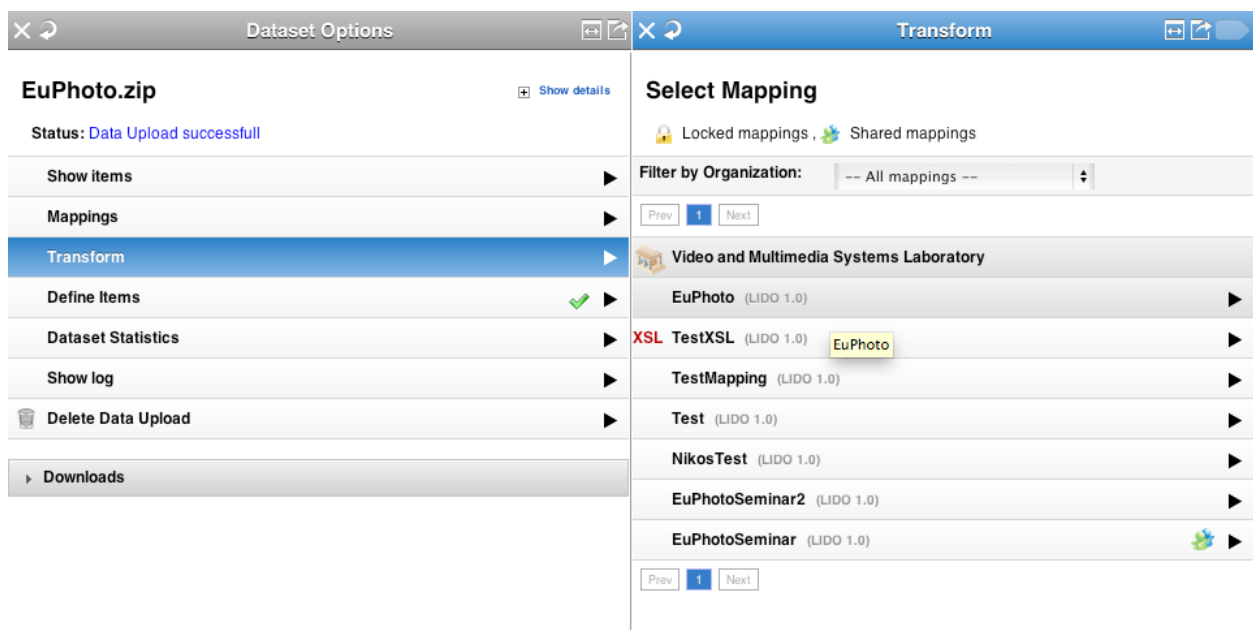 Dataset Options
EuPhoto.zip
Show details
Status: Data Upload successfull
Show items
Mappings
Transform
Define Items
Dataset Statistics
Show log
Delete Data Upload
Downloads
Transform
Select Mapping
Locked mappings , Shared mappings
Filter by Organization: -- All mappings --
Prev 1 Next
Video and Multimedia Systems Laboratory
EuPhoto (LIDO 1.0)
XSL TestXSL (LIDO 1.0)
EuPhoto
TestMapping (LIDO 1.0)
Test (LIDO 1.0)
NikosTest (LIDO 1.0)
EuPhotoSeminar2 (LIDO 1.0)
EuPhotoSeminar (LIDO 1.0)
Prev 1 Next